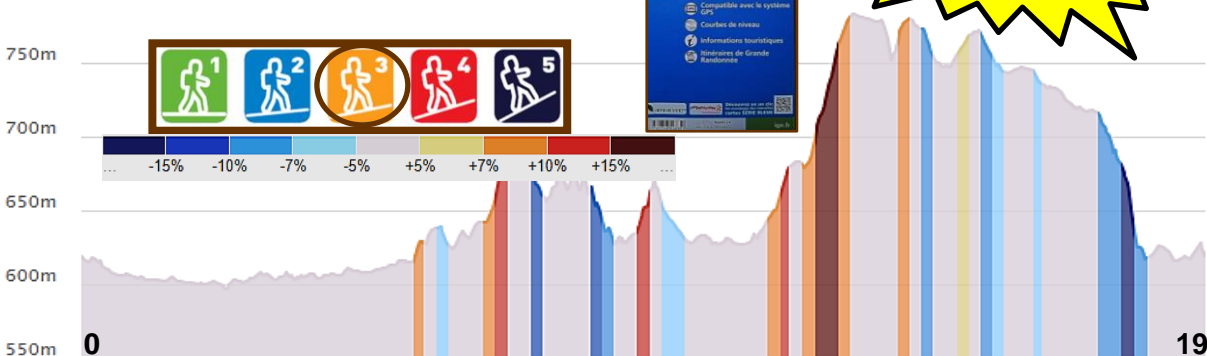 Compatible avec le système
GPS
Courbes de niveau
Informations touristiques
Itinéraires de Grande
Randonnée
750m
1 2 3 4 5
700m
... -15% -10% -7% -5% +5% +7% +10% +15% ...
650m
600m
550m
0
19